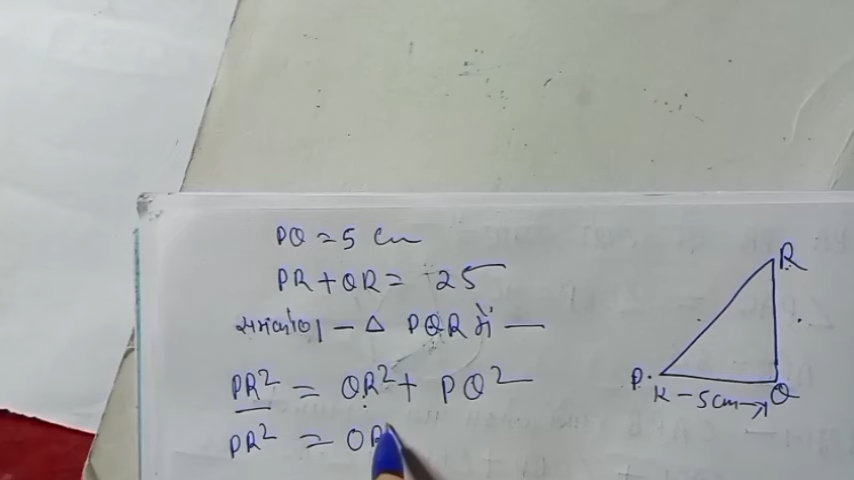 PQ = 5 cm
PR + QR = 25
समकोण – Δ PQR में —
PR² = QR² + PQ²
PR² = QR
R
P.
K – 5cm →
Q